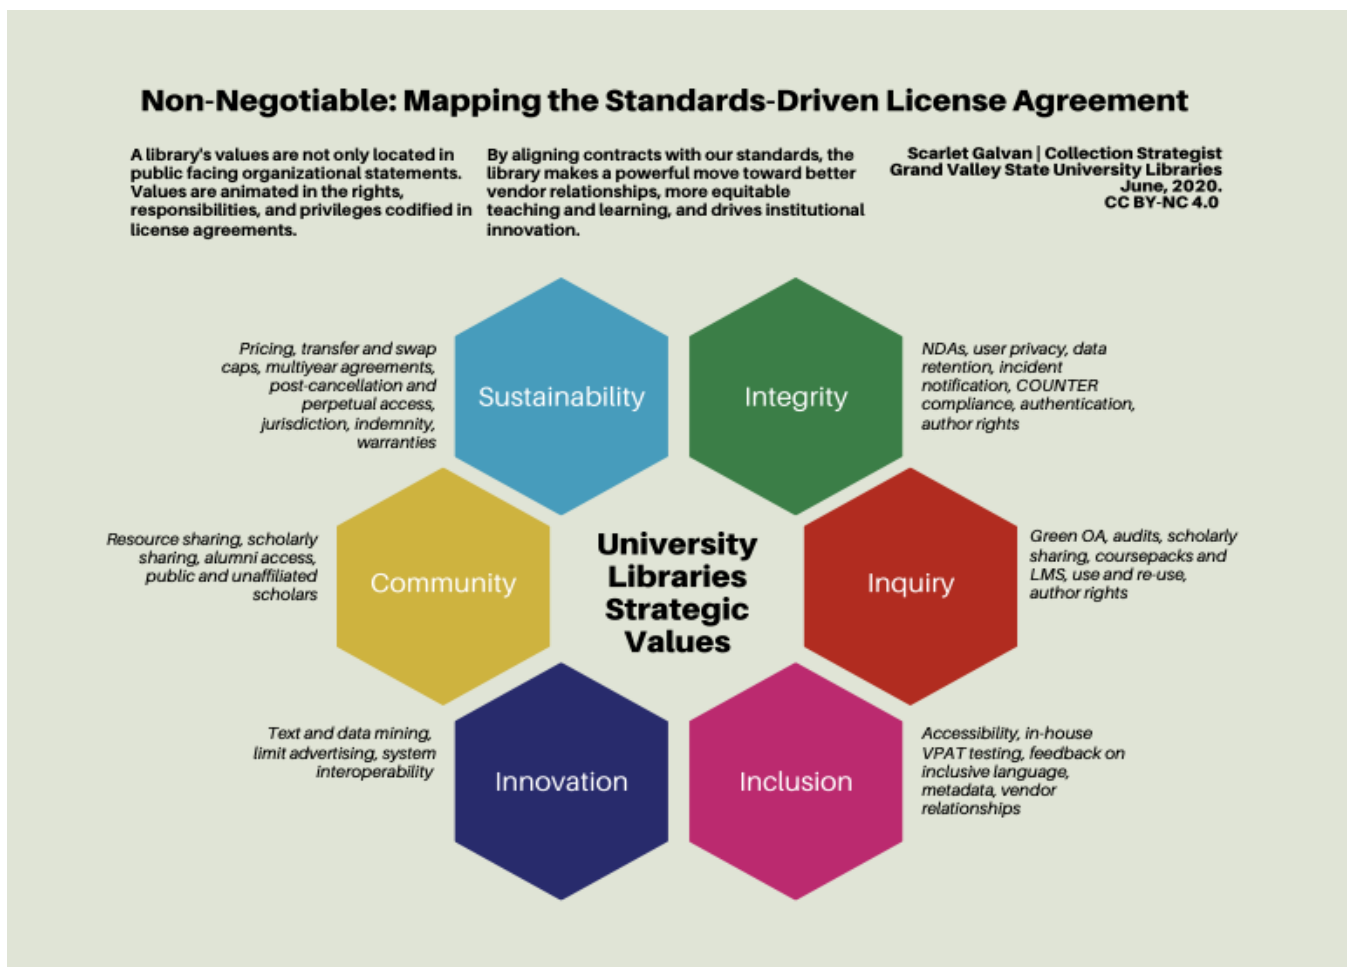 Non-Negotiable: Mapping the Standards-Driven License Agreement
A library's values are not only located in
public facing organizational statements.
Values are animated in the rights,
responsibilities, and privileges codified in
license agreements.
By aligning contracts with our standards, the
library makes a powerful move toward better
vendor relationships, more equitable
teaching and learning, and drives institutional
innovation.
Scarlet Galvan | Collection Strategist
Grand Valley State University Libraries
June, 2020.
CC BY-NC 4.0
Pricing, transfer and swap
caps, multiyear agreements,
post-cancellation and
perpetual access,
jurisdiction, indemnity,
warranties
Sustainability
Integrity
NDAs, user privacy, data
retention, incident
notification, COUNTER
compliance, authentication,
author rights
Resource sharing, scholarly
sharing, alumni access,
public and unaffiliated
scholars
Community
University
Libraries
Strategic
Values
Inquiry
Green OA, audits, scholarly
sharing, coursepacks and
LMS, use and re-use,
author rights
Text and data mining,
limit advertising, system
interoperability
Innovation
Inclusion
Accessibility, in-house
VPAT testing, feedback on
inclusive language,
metadata, vendor
relationships